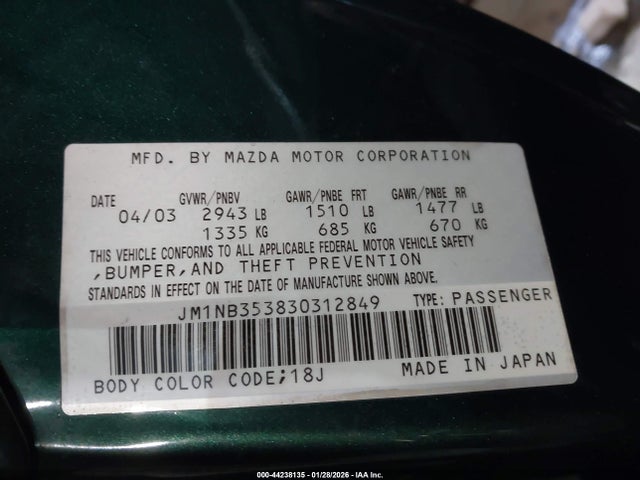 MFD. BY MAZDA MOTOR CORPORATION
DATE GVWR/PNBV GAWR/PNBE FRT GAWR/PNBE RR
04/03 2943 LB 1510 LB 1477 LB
1335 KG 685 KG 670 KG
THIS VEHICLE CONFORMS TO ALL APPLICABLE FEDERAL MOTOR VEHICLE SAFETY
,BUMPER,AND THEFT PREVENTION
STANDARDS IN EFFECT ON THE DATE OF MANUFACTURE SHOWN ABOVE.
JM1NB353830312849 TYPE: PASSENGER
BODY COLOR CODE;18J MADE IN JAPAN
000-44238135 - 01/28/2026 - IAA Inc.